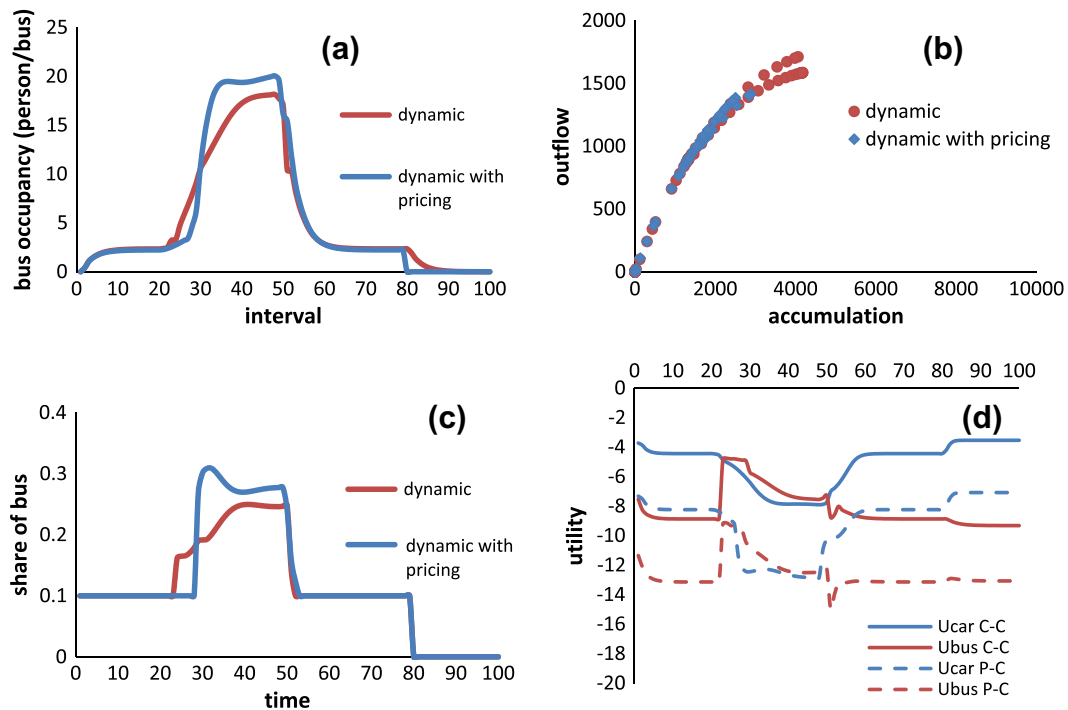 (a)
bus occupancy (person/bus)
25
20
15
10
5
0
0 10 20 30 40 50 60 70 80 90 100
interval
dynamic
dynamic with
pricing
(b)
outflow
2000
1500
1000
500
0
0 2000 4000 6000 8000 10000
accumulation
dynamic
dynamic with pricing
(c)
share of bus
0.4
0.3
0.2
0.1
0
0 10 20 30 40 50 60 70 80 90 100
time
dynamic
dynamic with
pricing
(d)
0 10 20 30 40 50 60 70 80 90 100
utility
0
-2
-4
-6
-8
-10
-12
-14
-16
-18
-20
Ucar C-C
Ubus C-C
Ucar P-C
Ubus P-C